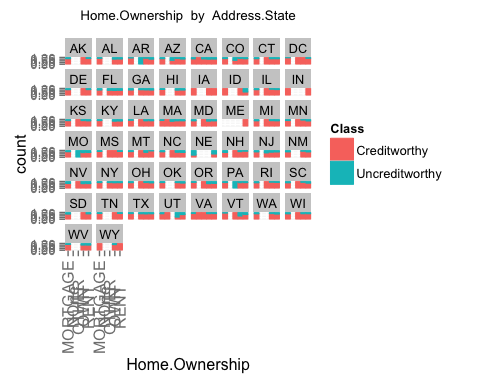 Home.Ownership by Address.State
AK AL AR AZ CA CO CT DC
DE FL GA HI IA ID IL IN
KS KY LA MA MD ME MI MN
MO MS MT NC NE NH NJ NM
NV NY OH OK OR PA RI SC
SD TN TX UT VA VT WA WI
WV WY
count
Class
Creditworthy
Uncreditworthy
MORTGAGE RENT MORTGAGE RENT
Home.Ownership